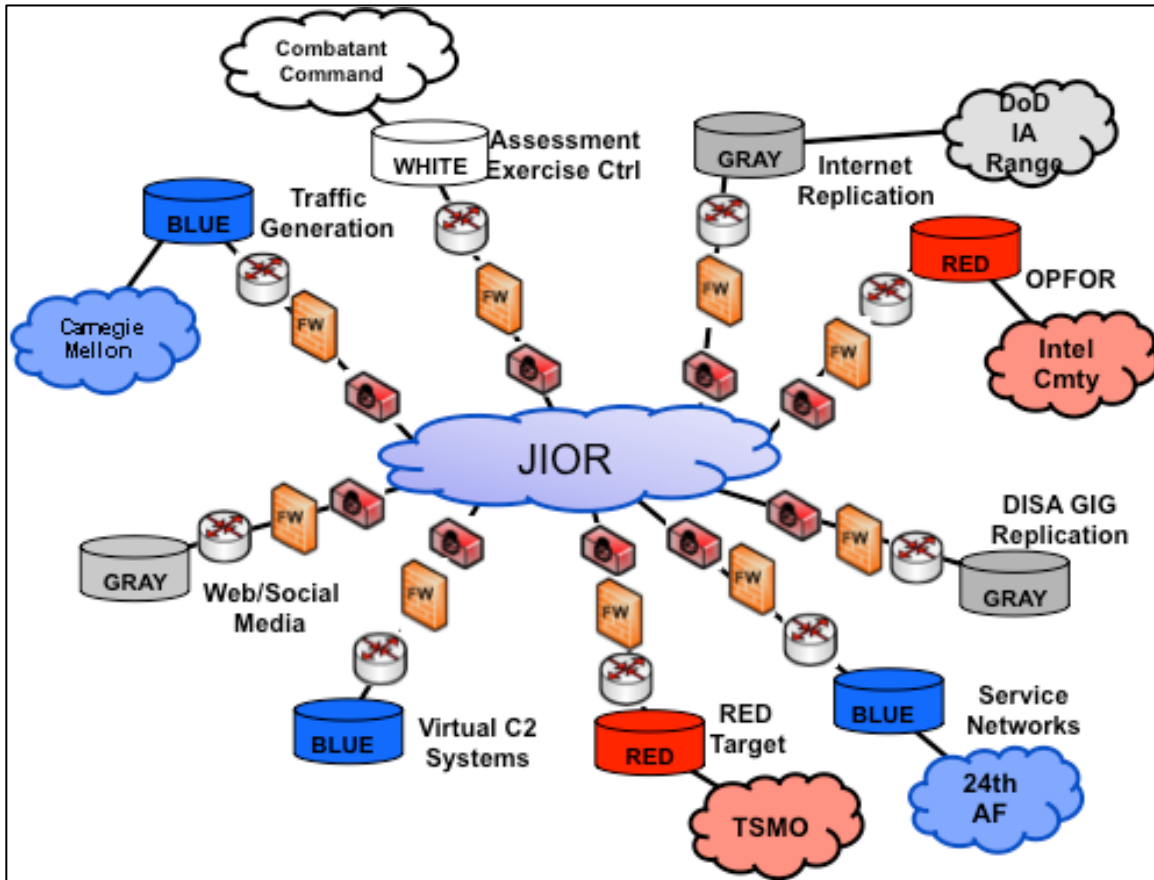 Combatant
Command
WHITE
Assessment
Exercise Ctrl
FW
GRAY
Internet
Replication
DoD
IA
Range
FW
BLUE
Traffic
Generation
Carnegie
Mellon
FW
RED
OPFOR
Intel
Cmty
FW
JIOR
GRAY
Web/Social
Media
FW
DISA GIG
Replication
GRAY
FW
BLUE
Virtual C2
Systems
FW
RED
RED
Target
TSMO
FW
BLUE
Service
Networks
24th
AF
FW